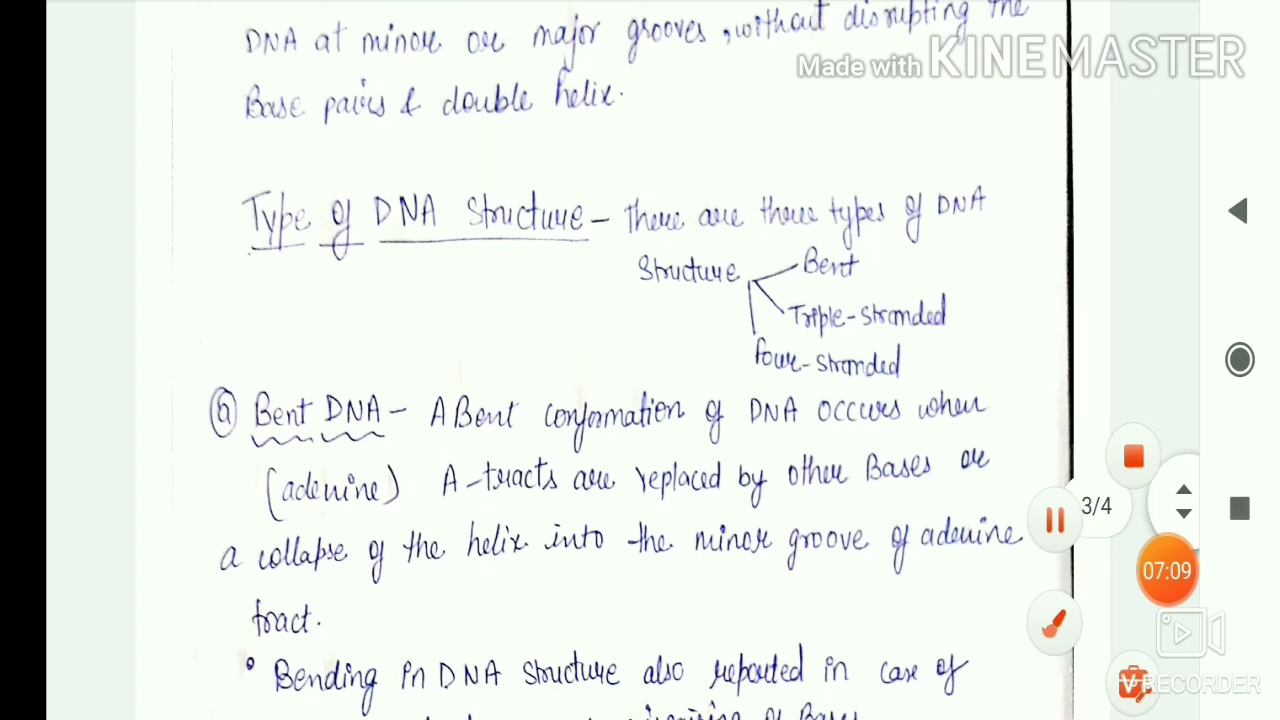 DNA at minor or major grooves, without disrupting the
Made with KINEMASTER
Base pairs & double helix.
Type of DNA Structure – There are three types of DNA
Structure
Bent
Triple-stranded
Four-stranded
(a) Bent DNA – A Bent conformation of DNA occurs when
(adenine) A-tracts are replaced by other Bases or
a collapse of the helix into the minor groove of adenine
tract.
3/4
07:09
• Bending in DNA structure also reported in case of
of Bases
V RECORDER